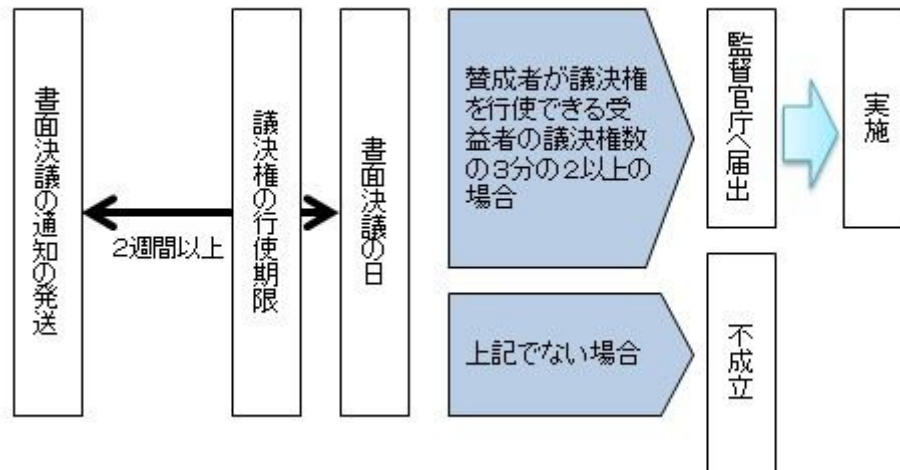 書面決議の通知の発送
2週間以上
議決権の行使期限
書面決議の日
賛成者が議決権
を行使できる受
益者の議決権数
の3分の2以上の
場合
監督官庁へ届出
実施
上記でない場合
不成立